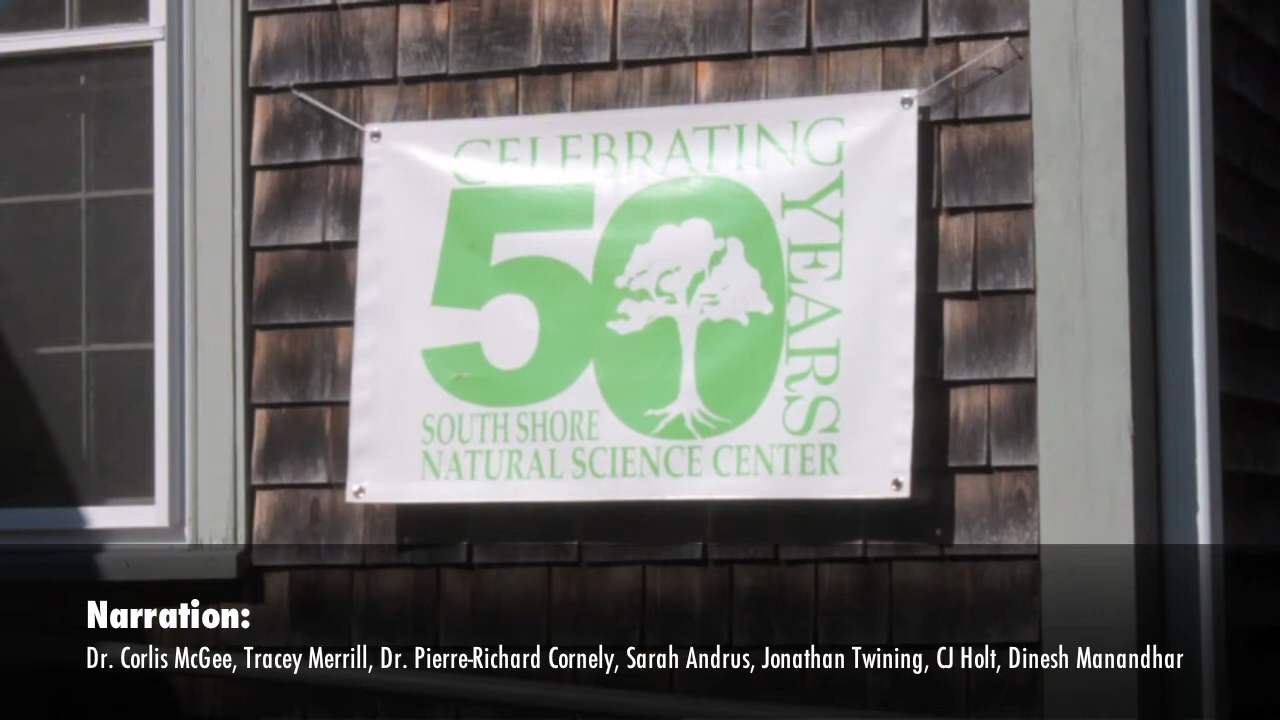 CELEBRATING
YEARS
50
SOUTH SHORE
NATURAL SCIENCE CENTER
Narration:
Dr. Corlis McGee, Tracey Merrill, Dr. Pierre-Richard Cornely, Sarah Andrus, Jonathan Twining, CJ Holt, Dinesh Manandhar